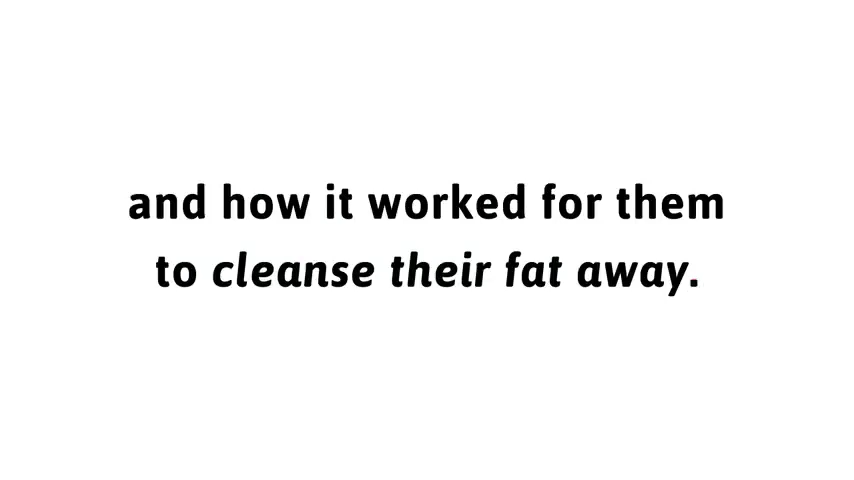 and how it worked for them
to cleanse their fat away.